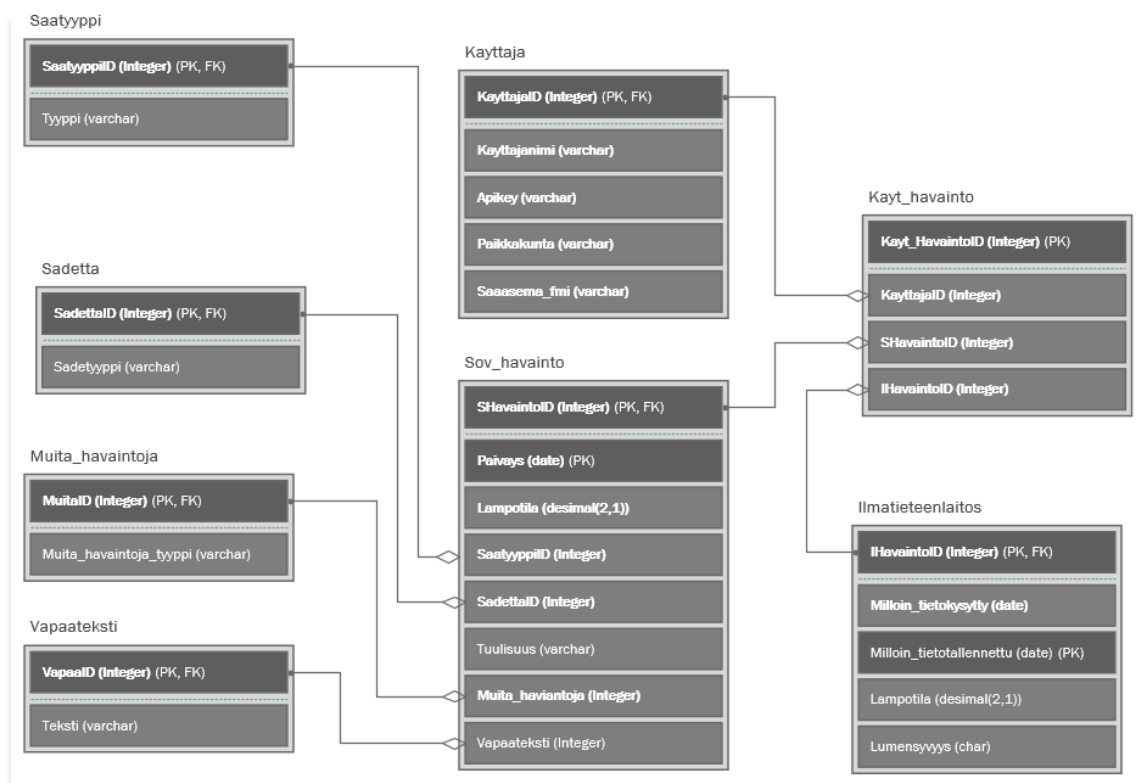 Saatyyppi
SaatyyppiID (Integer) (PK, FK)
Tyyppi (varchar)
Sadetta
SadettaID (Integer) (PK, FK)
Sadetyyppi (varchar)
Muita_havaintoja
MuitaID (Integer) (PK, FK)
Muita_havaintoja_tyyppi (varchar)
Vapaateksti
VapaaID (Integer) (PK, FK)
Teksti (varchar)
Kayttaja
KayttajaID (Integer) (PK, FK)
Kayttajanimi (varchar)
Apikey (varchar)
Paikkakunta (varchar)
Saaasema_fmi (varchar)
Sov_havainto
SHavaintoID (Integer) (PK, FK)
Paivays (date) (PK)
Lampotila (desimal(2,1))
SaatyyppiID (Integer)
SadettaID (Integer)
Tuulisuus (varchar)
Muita_haviantoja (Integer)
Vapaateksti (Integer)
Kayt_havainto
Kayt_HavaintoID (Integer) (PK)
KayttajaID (Integer)
SHavaintoID (Integer)
IHavaintoID (Integer)
Ilmatieteenlaitos
IHavaintoID (Integer) (PK, FK)
Milloin_tietokysytty (date)
Milloin_tietotallennettu (date) (PK)
Lampotila (desimal(2,1))
Lumensyvyys (char)